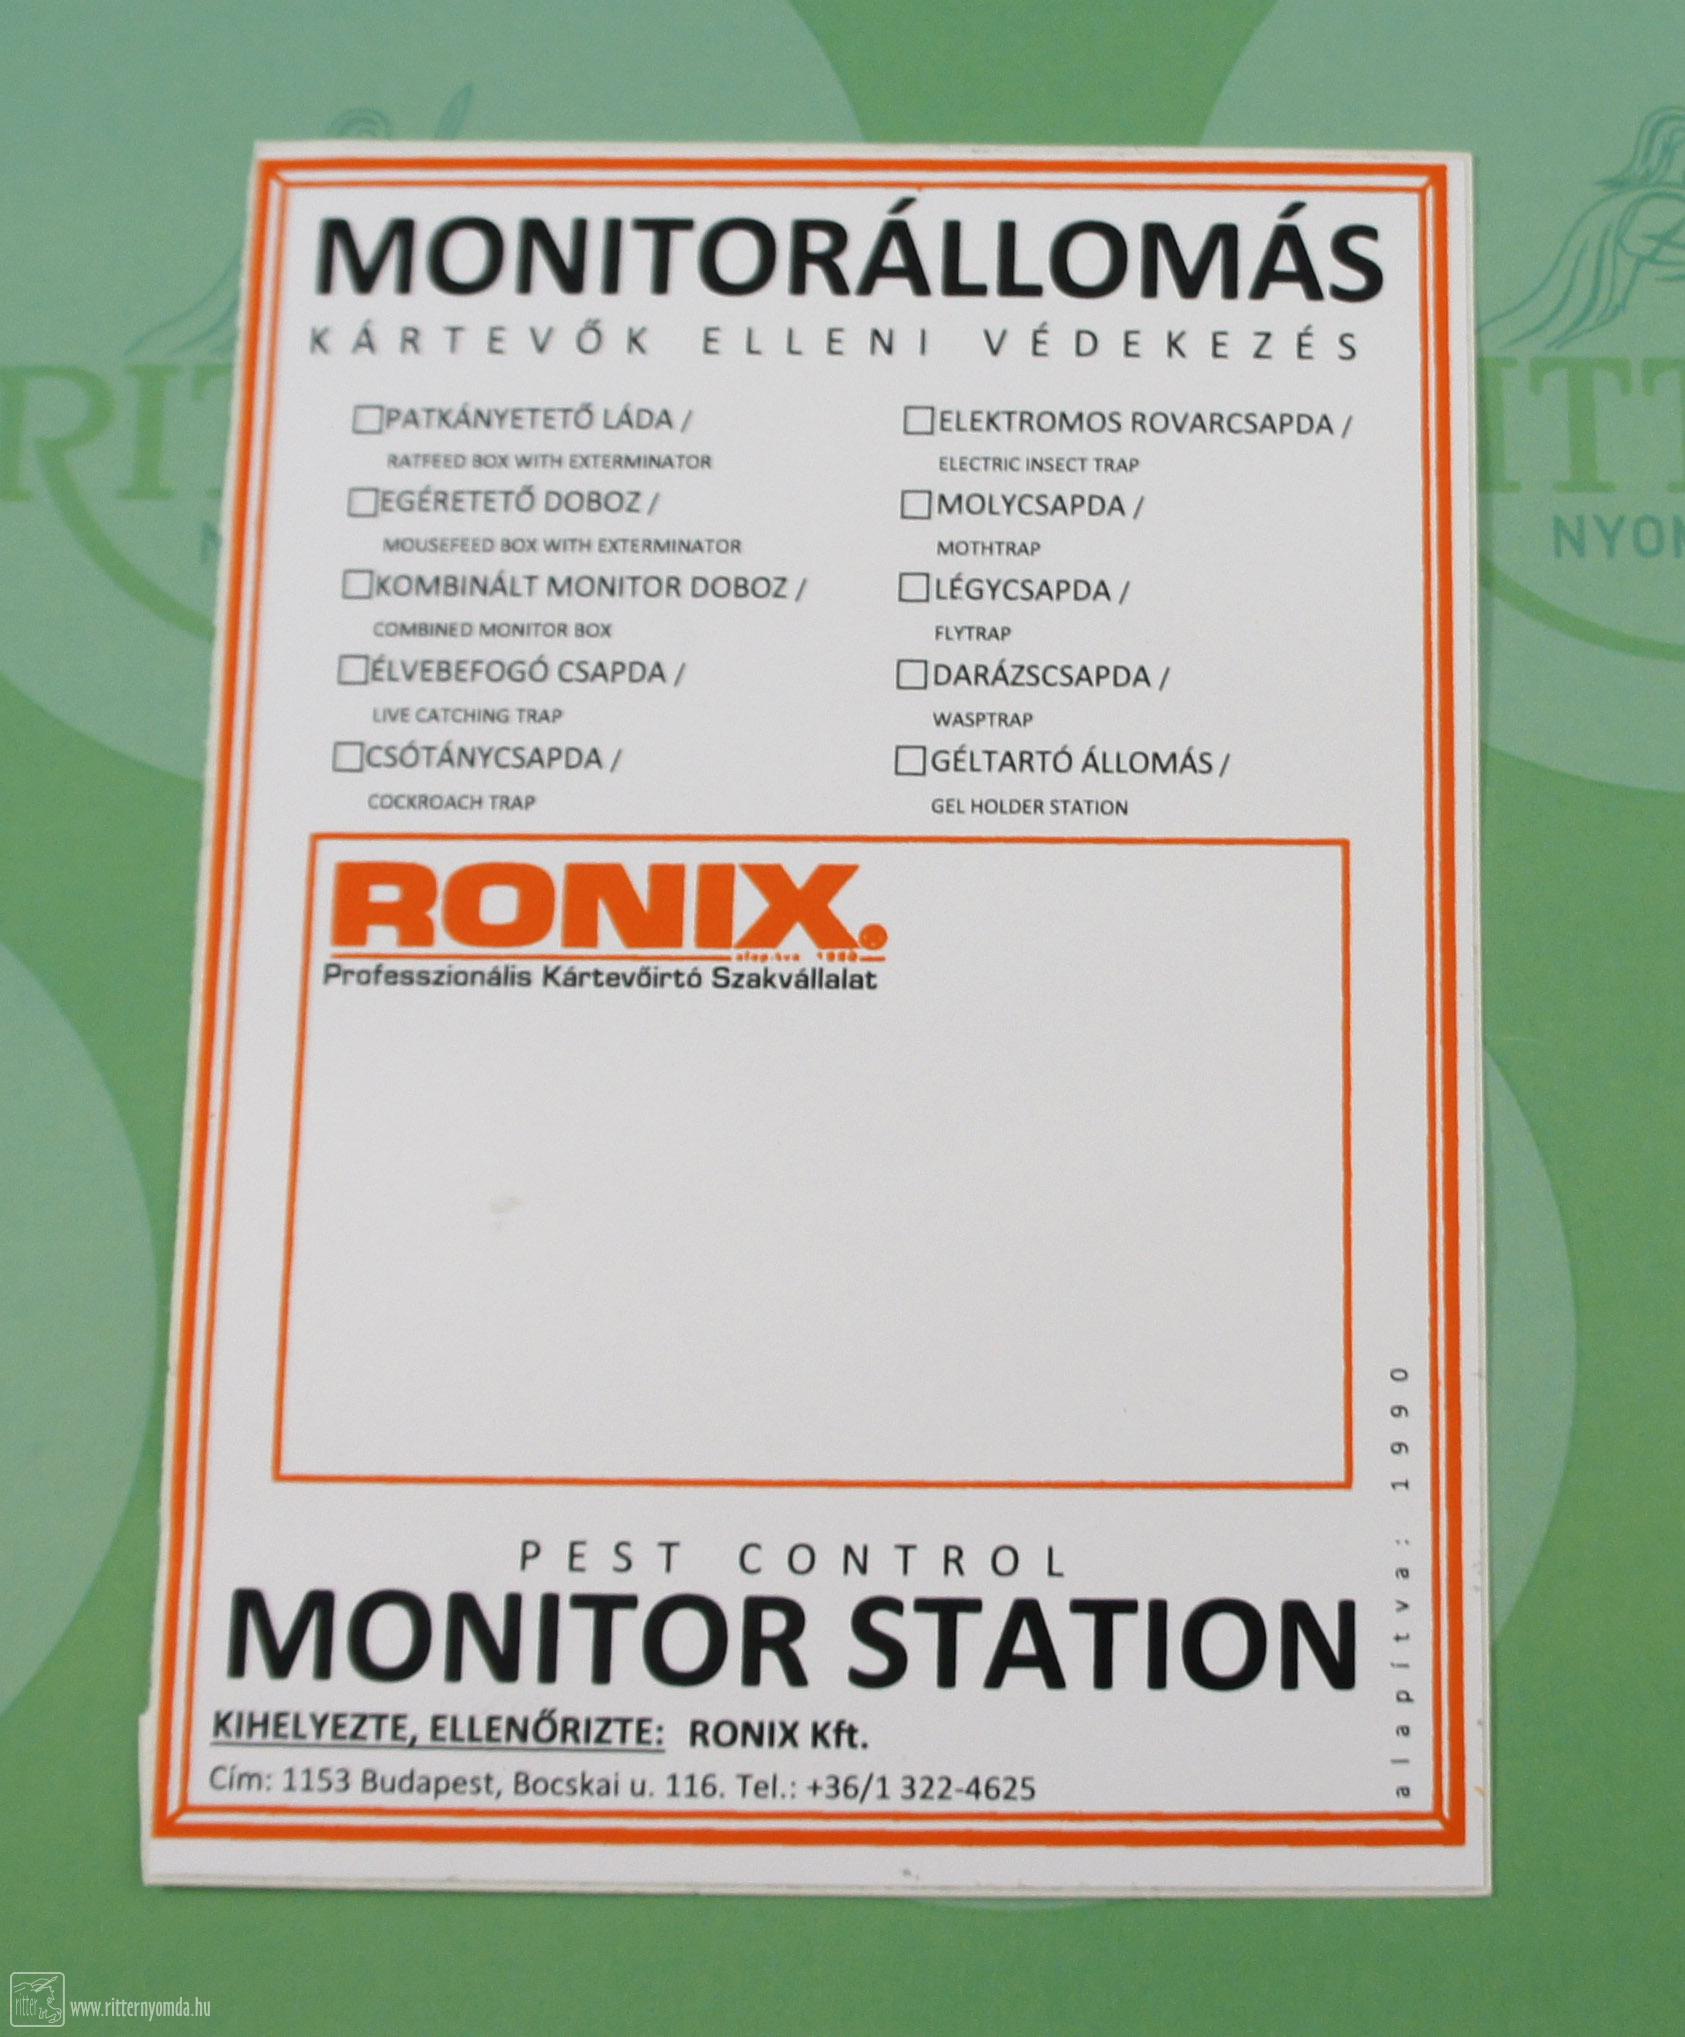 MONITORÁLLOMÁS
KÁRTEVŐK ELLENI VÉDEKEZÉS
PATKÁNYETETŐ LÁDA /
RATFEED BOX WITH EXTERMINATOR
EGÉRETETŐ DOBOZ /
MOUSEFEED BOX WITH EXTERMINATOR
KOMBINÁLT MONITOR DOBOZ /
COMBINED MONITOR BOX
ÉLVEBEFOGÓ CSAPDA /
LIVE CATCHING TRAP
CSÓTÁNYCSAPDA /
COCKROACH TRAP
ELEKTROMOS ROVARCSAPDA /
ELECTRIC INSECT TRAP
MOLYCSAPDA /
MOTHTRAP
LÉGYCSAPDA /
FLYTRAP
DARÁZSCSAPDA /
WASPTRAP
GÉLTARTÓ ÁLLOMÁS /
GEL HOLDER STATION
RONIX.
Professzionális Kártevőirtó Szakvállalat
alapítva: 1990
PEST CONTROL
MONITOR STATION
KIHELYEZTE, ELLENŐRIZTE: RONIX Kft.
Cím: 1153 Budapest, Bocskai u. 116. Tel.: +36/1 322-4625
ritter
www.ritternyomda.hu